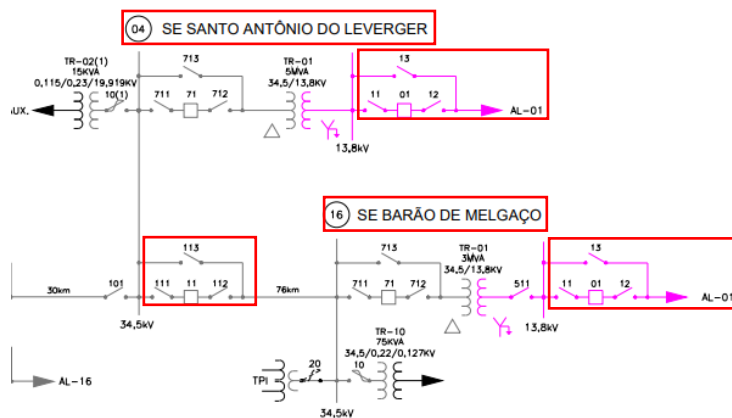 04 SE SANTO ANTÔNIO DO LEVERGER
TR-02(1)
15KVA
0,115/0,23/19,919KV
10(1)
UX.
713
711 71 712
TR-01
5MVA
34,5/13,8KV
13
11 01 12
AL-01
13,8kV
16 SE BARÃO DE MELGAÇO
113
30km 101 111 11 112 76km
34,5kV
713
711 71 712
TR-01
3MVA
34,5/13,8KV
511
13
11 01 12
AL-01
13,8kV
TR-10
75KVA
34,5/0,22/0,127KV
AL-16
TPI 20 10
34,5kV